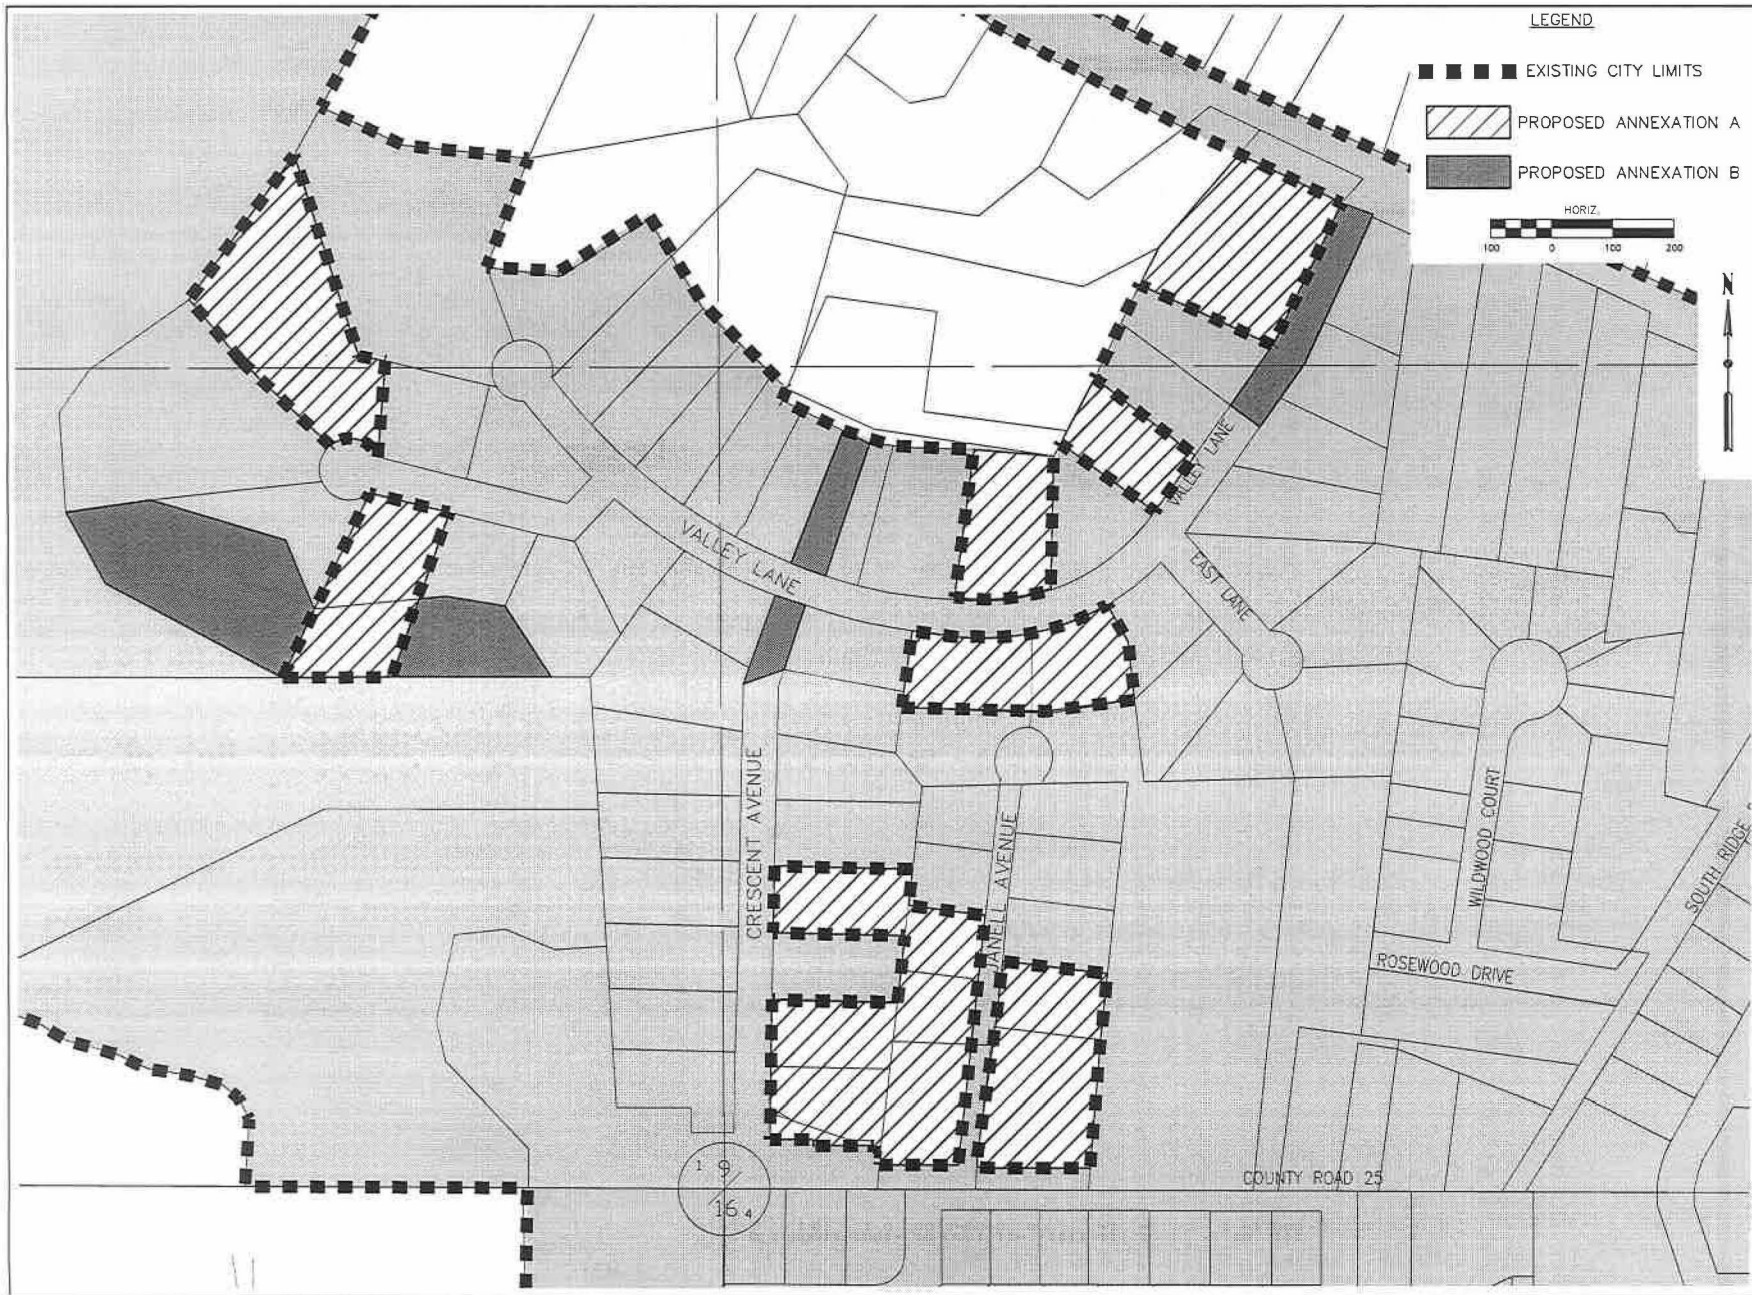 LEGEND
EXISTING CITY LIMITS
PROPOSED ANNEXATION A
PROPOSED ANNEXATION B
HORIZ.
100 0 100 200
N
VALLEY LANE
VALLEY LANE
EAST LANE
CRESCENT AVENUE
JANELL AVENUE
WILDWOOD COURT
SOUTH RIDGE
ROSEWOOD DRIVE
COUNTY ROAD 25
1 9
16 4